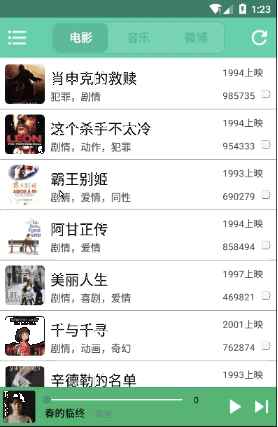 1:23
电影 音乐 微博
肖申克的救赎 1994上映
犯罪，剧情 985735
这个杀手不太冷 1994上映
剧情，动作，犯罪 954333
霸王别姬 1993上映
剧情，爱情，同性 690279
阿甘正传 1994上映
剧情，爱情 858494
美丽人生 1997上映
剧情，喜剧，爱情 469821
千与千寻 2001上映
剧情，动画，奇幻 762874
辛德勒的名单 1993上映
春的临终 0
LEON